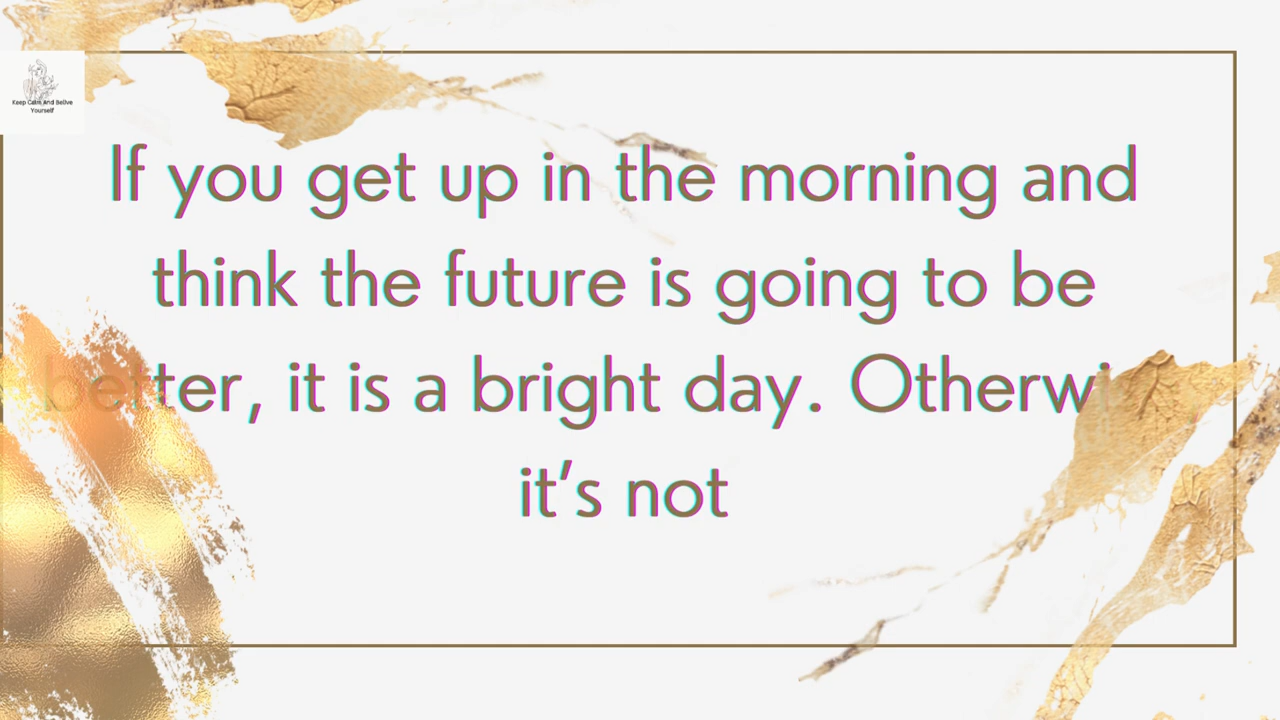 Keep Calm And Belive
Yourself
If you get up in the morning and
think the future is going to be
better, it is a bright day. Otherwi
it's not